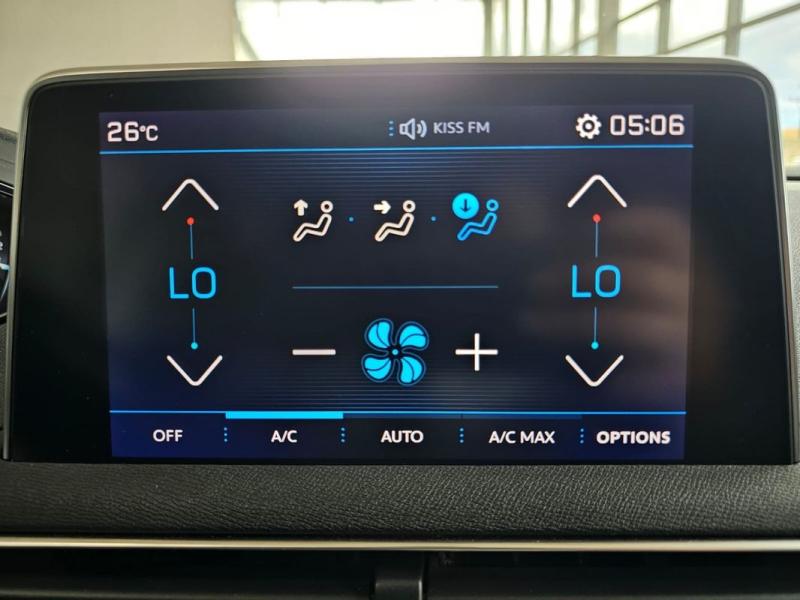 26°C
KISS FM
05:06
LO
LO
OFF
A/C
AUTO
A/C MAX
OPTIONS